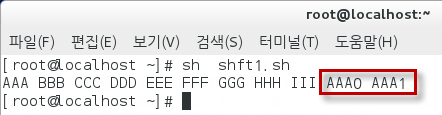 root@localhost:~
파일(F) 편집(E) 보기(V) 검색(S) 터미널(T) 도움말(H)
[root@localhost ~]# sh shft1.sh
AAA BBB CCC DDD EEE FFF GGG HHH III AAA0 AAA1
[root@localhost ~]#